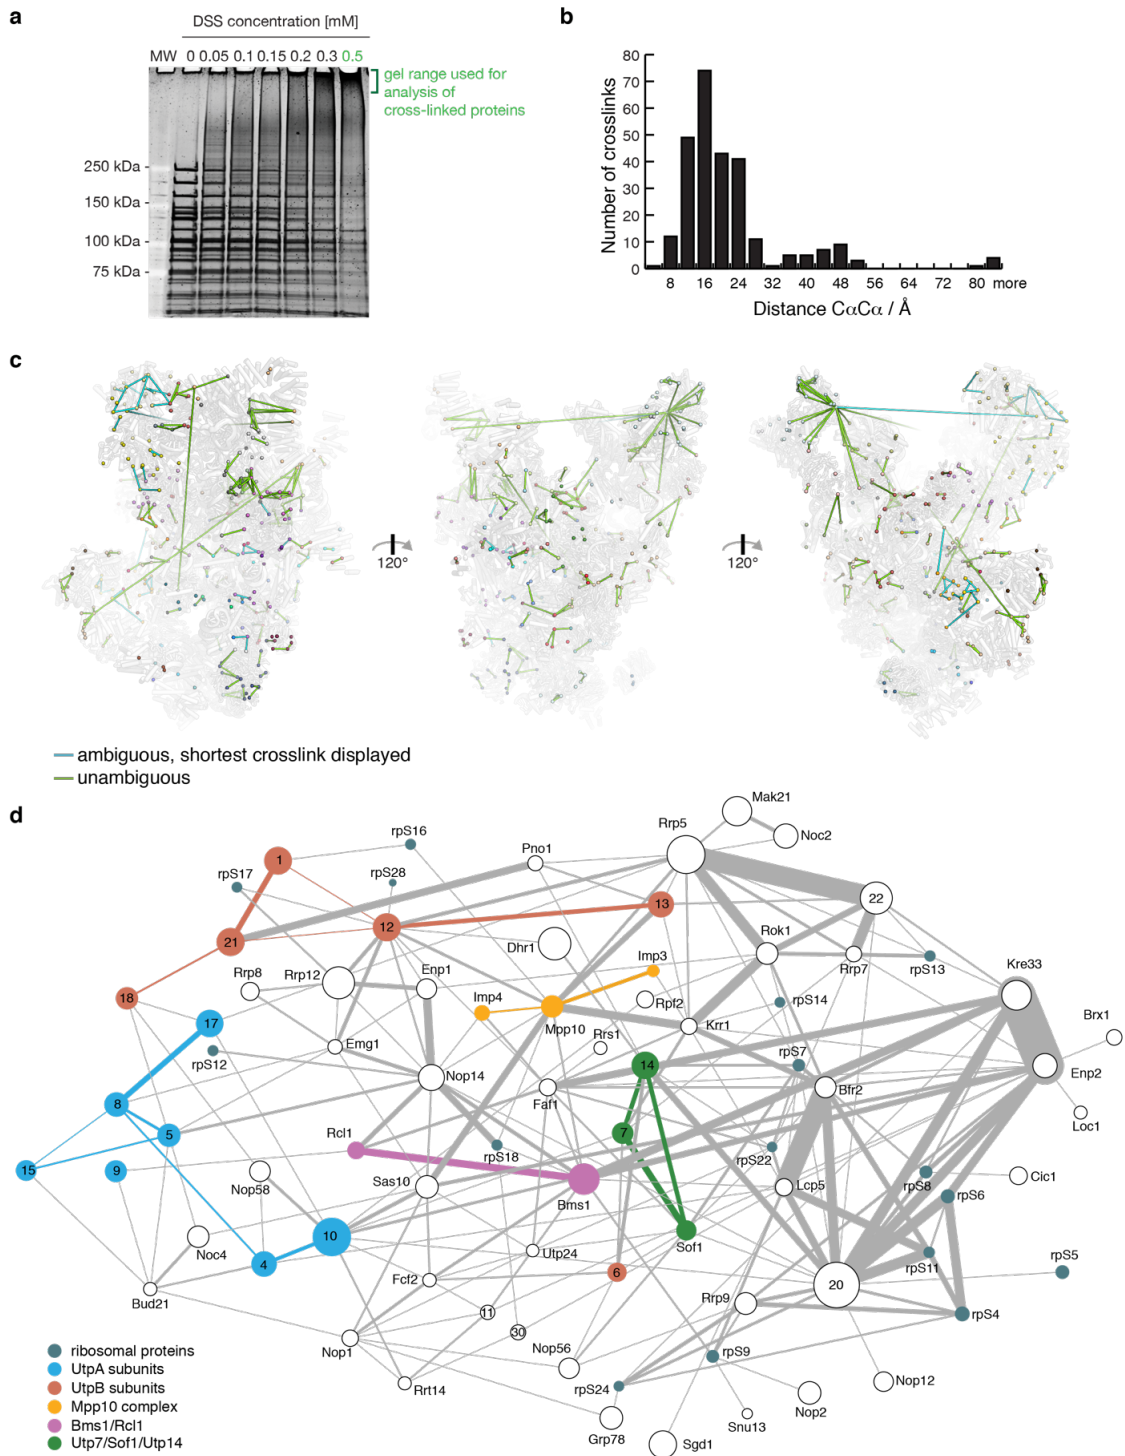 a
DSS concentration [mM]
MW 0 0.05 0.1 0.15 0.2 0.3 0.5
gel range used for
analysis of
cross-linked proteins
250 kDa
150 kDa
100 kDa
75 kDa
b
Number of crosslinks
80
70
60
50
40
30
20
10
0
8 16 24 32 40 48 56 64 72 80 more
Distance CαCα / Å
c
120°
120°
ambiguous, shortest crosslink displayed
unambiguous
d
Mak21
Rrp5
Noc2
rpS16
Pno1
1
rpS17
rpS28
22
13
12
21
Dhr1
Rok1
Rrp7
rpS13
Kre33
Imp3
Rrp8
Rrp12
Enp1
18
Imp4
Mpp10
Rpf2
rpS14
Brx1
17
Krr1
Emg1
Rrs1
rpS12
rpS7
14
Enp2
Nop14
Faf1
Bfr2
8
Loc1
Rcl1
7
5
rpS18
rpS22
15
9
Nop58
Sas10
Bms1
Lcp5
rpS8
Cic1
rpS6
10
Noc4
Sof1
Utp24
rpS11
rpS5
4
Fcf2
6
20
Bud21
Rrp9
11
rpS4
30
Nop1
Nop56
rpS9
Rrt14
rpS24
Nop12
Grp78
Snu13
Nop2
Sgd1
ribosomal proteins
UtpA subunits
UtpB subunits
Mpp10 complex
Bms1/Rcl1
Utp7/Sof1/Utp14